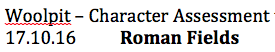 Woolpit – Character Assessment
17.10.16 Roman Fields